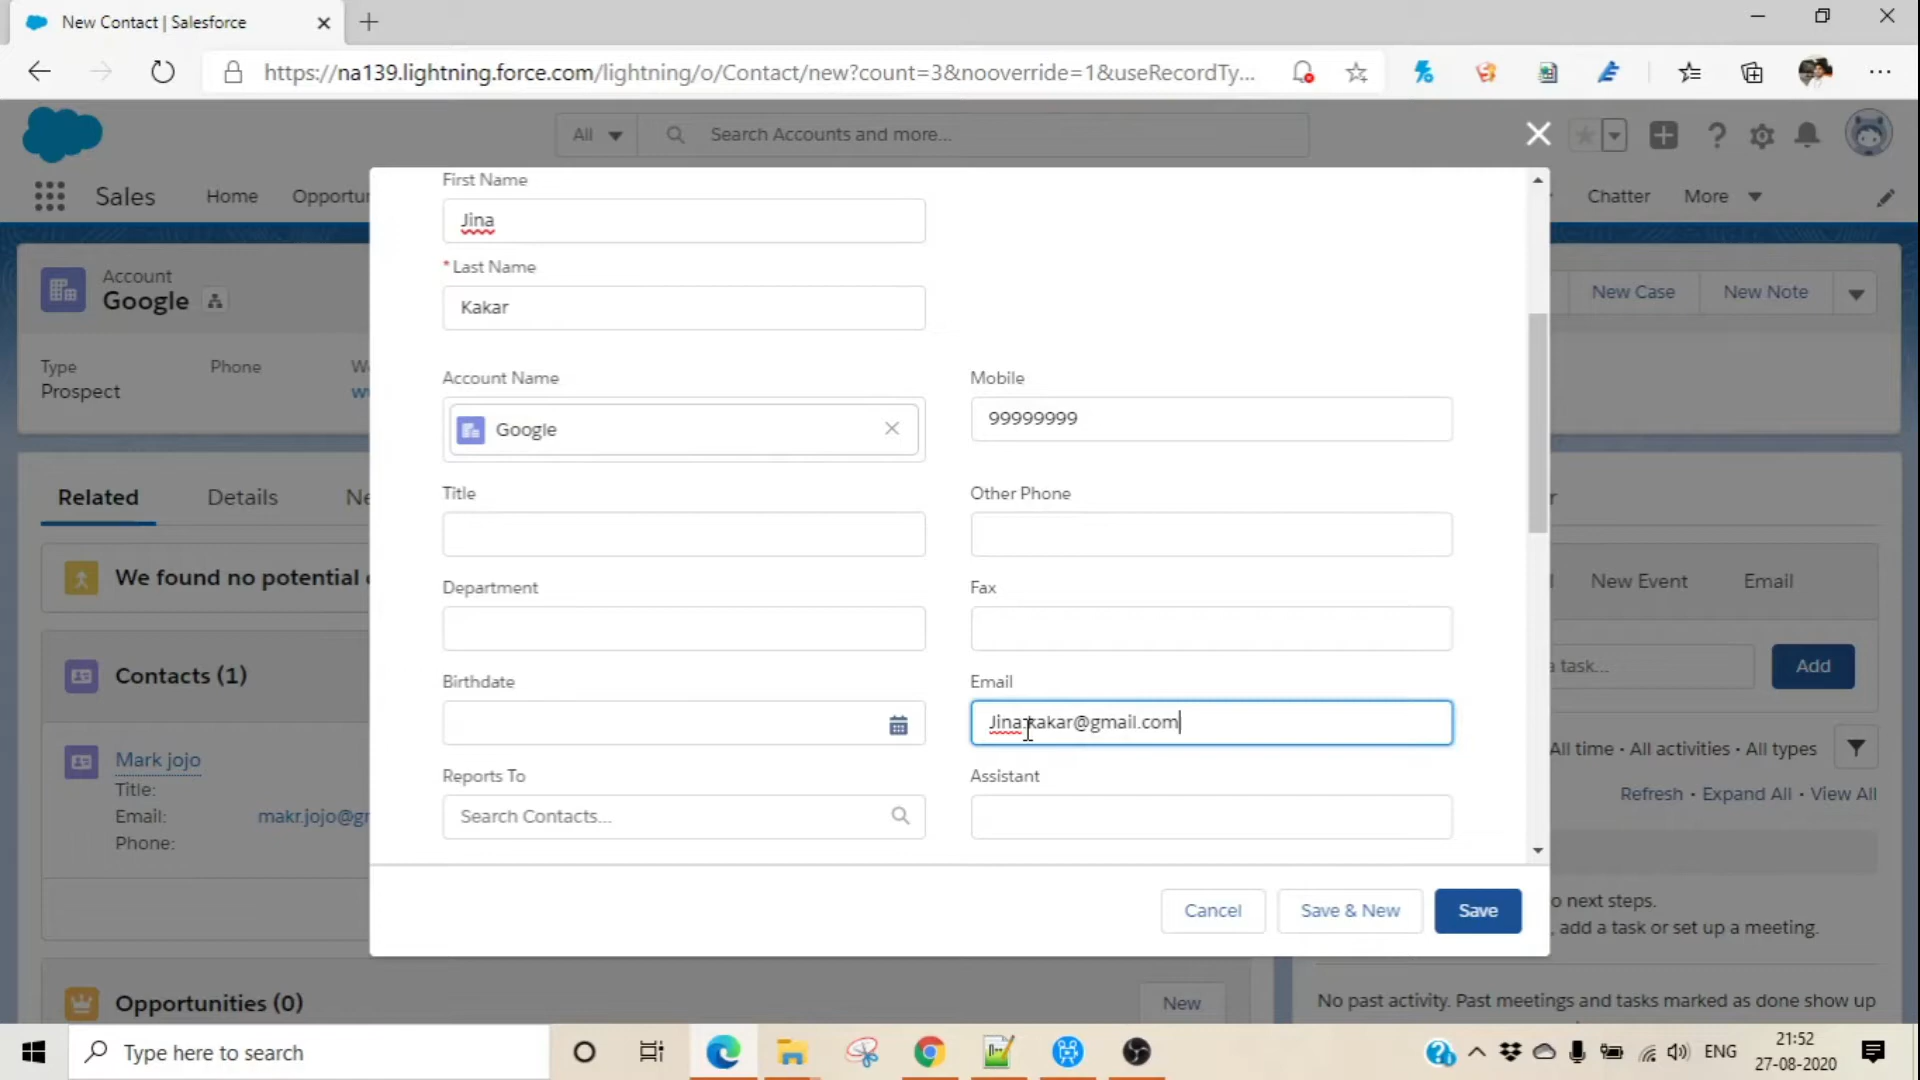 New Contact | Salesforce
https://na139.lightning.force.com/lightning/o/Contact/new?count=3&nooverride=1&useRecordTy...
All
Search Accounts and more...
Sales
Home
Chatter
More
Account
Google
New Case
New Note
Type
Phone
Prospect
Related
Details
We found no potential
Contacts (1)
Mark jojo
Title:
Email:
makr.jojo@gr
Phone:
Opportunities (0)
New
First Name
Jina
*Last Name
Kakar
Account Name
Google
Mobile
99999999
Title
Other Phone
Department
Fax
Birthdate
Email
Jina.kakar@gmail.com
Reports To
Search Contacts...
Assistant
Cancel
Save & New
Save
New Event
Email
a task...
Add
All time • All activities • All types
Refresh • Expand All • View All
o next steps.
, add a task or set up a meeting.
No past activity. Past meetings and tasks marked as done show up
Type here to search
ENG
21:52
27-08-2020